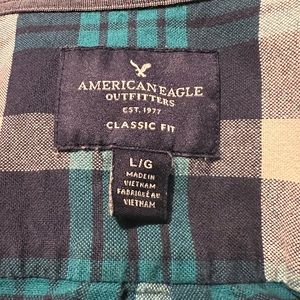 AMERICAN EAGLE
OUTFITTERS
EST. 1977
CLASSIC FIT
L/G
MADE IN
VIETNAM
FABRIQUÉ AU
VIETNAM